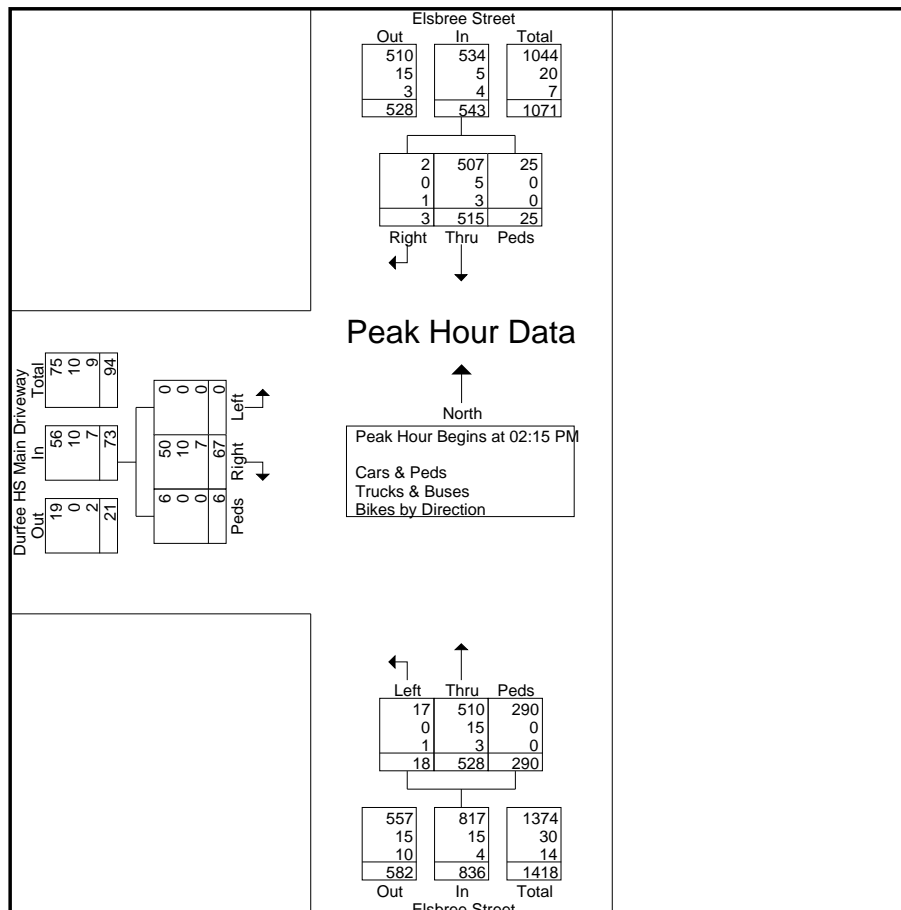 Elsbree Street
Out In Total
510 534 1044
15 5 20
3 4 7
528 543 1071
2 507 25
0 5 0
1 3 0
3 515 25
Right Thru Peds
Peak Hour Data
North
Peak Hour Begins at 02:15 PM
Cars & Peds
Trucks & Buses
Bikes by Direction
Durfee HS Main Driveway
Out In Total
19 56 75
0 10 10
2 7 9
21 73 94
6 50 0
0 10 0
0 7 0
6 67 0
Peds Right Left
Left Thru Peds
17 510 290
0 15 0
1 3 0
18 528 290
557 817 1374
15 15 30
10 4 14
582 836 1418
Out In Total
Elsbree Street